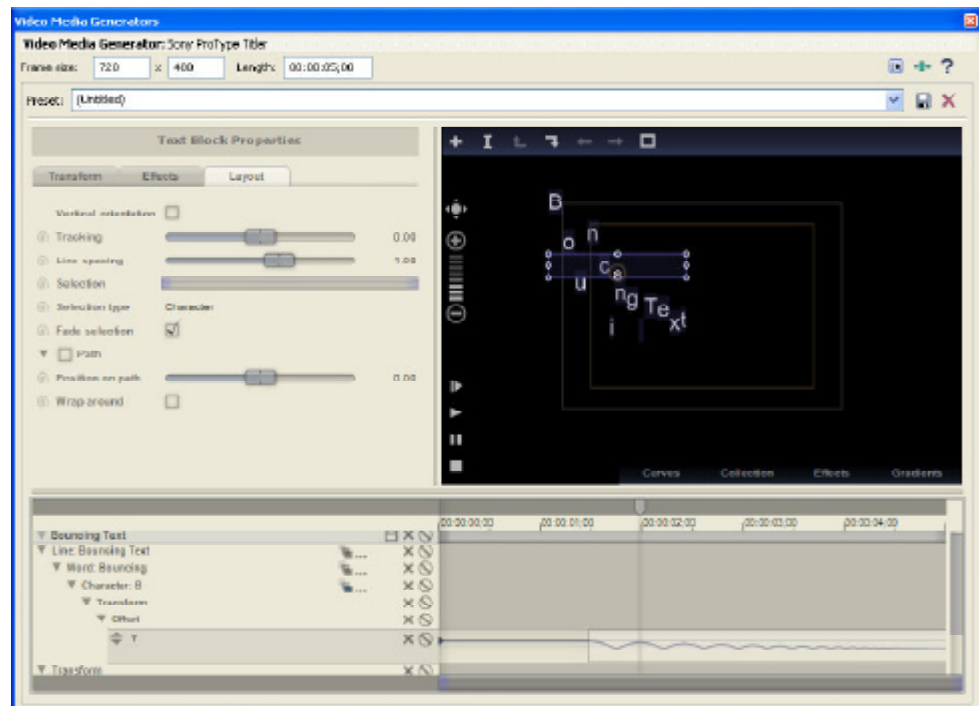 Video Media Generators
Video Media Generator: Sony ProType Titler
Frame size: 720 x 400 Length: 00:00:05;00
Preset: (Untitled)
Text Block Properties
Transform Effects Layout
Vertical orientation
Tracking 0.00
Line spacing 1.00
Selection
Selection type Character
Fade selection
Path
Position on path 0.00
Wrap around
B
o n
c
u
ng Te
i xt
Curves Collection Effects Gradients
00:00:00;00 00:00:01;00 00:00:02;00 00:00:03;00 00:00:04;00
Bouncing Text
Line: Bouncing Text
Word: Bouncing
Character: B
Transform
Offset
Y
Transform